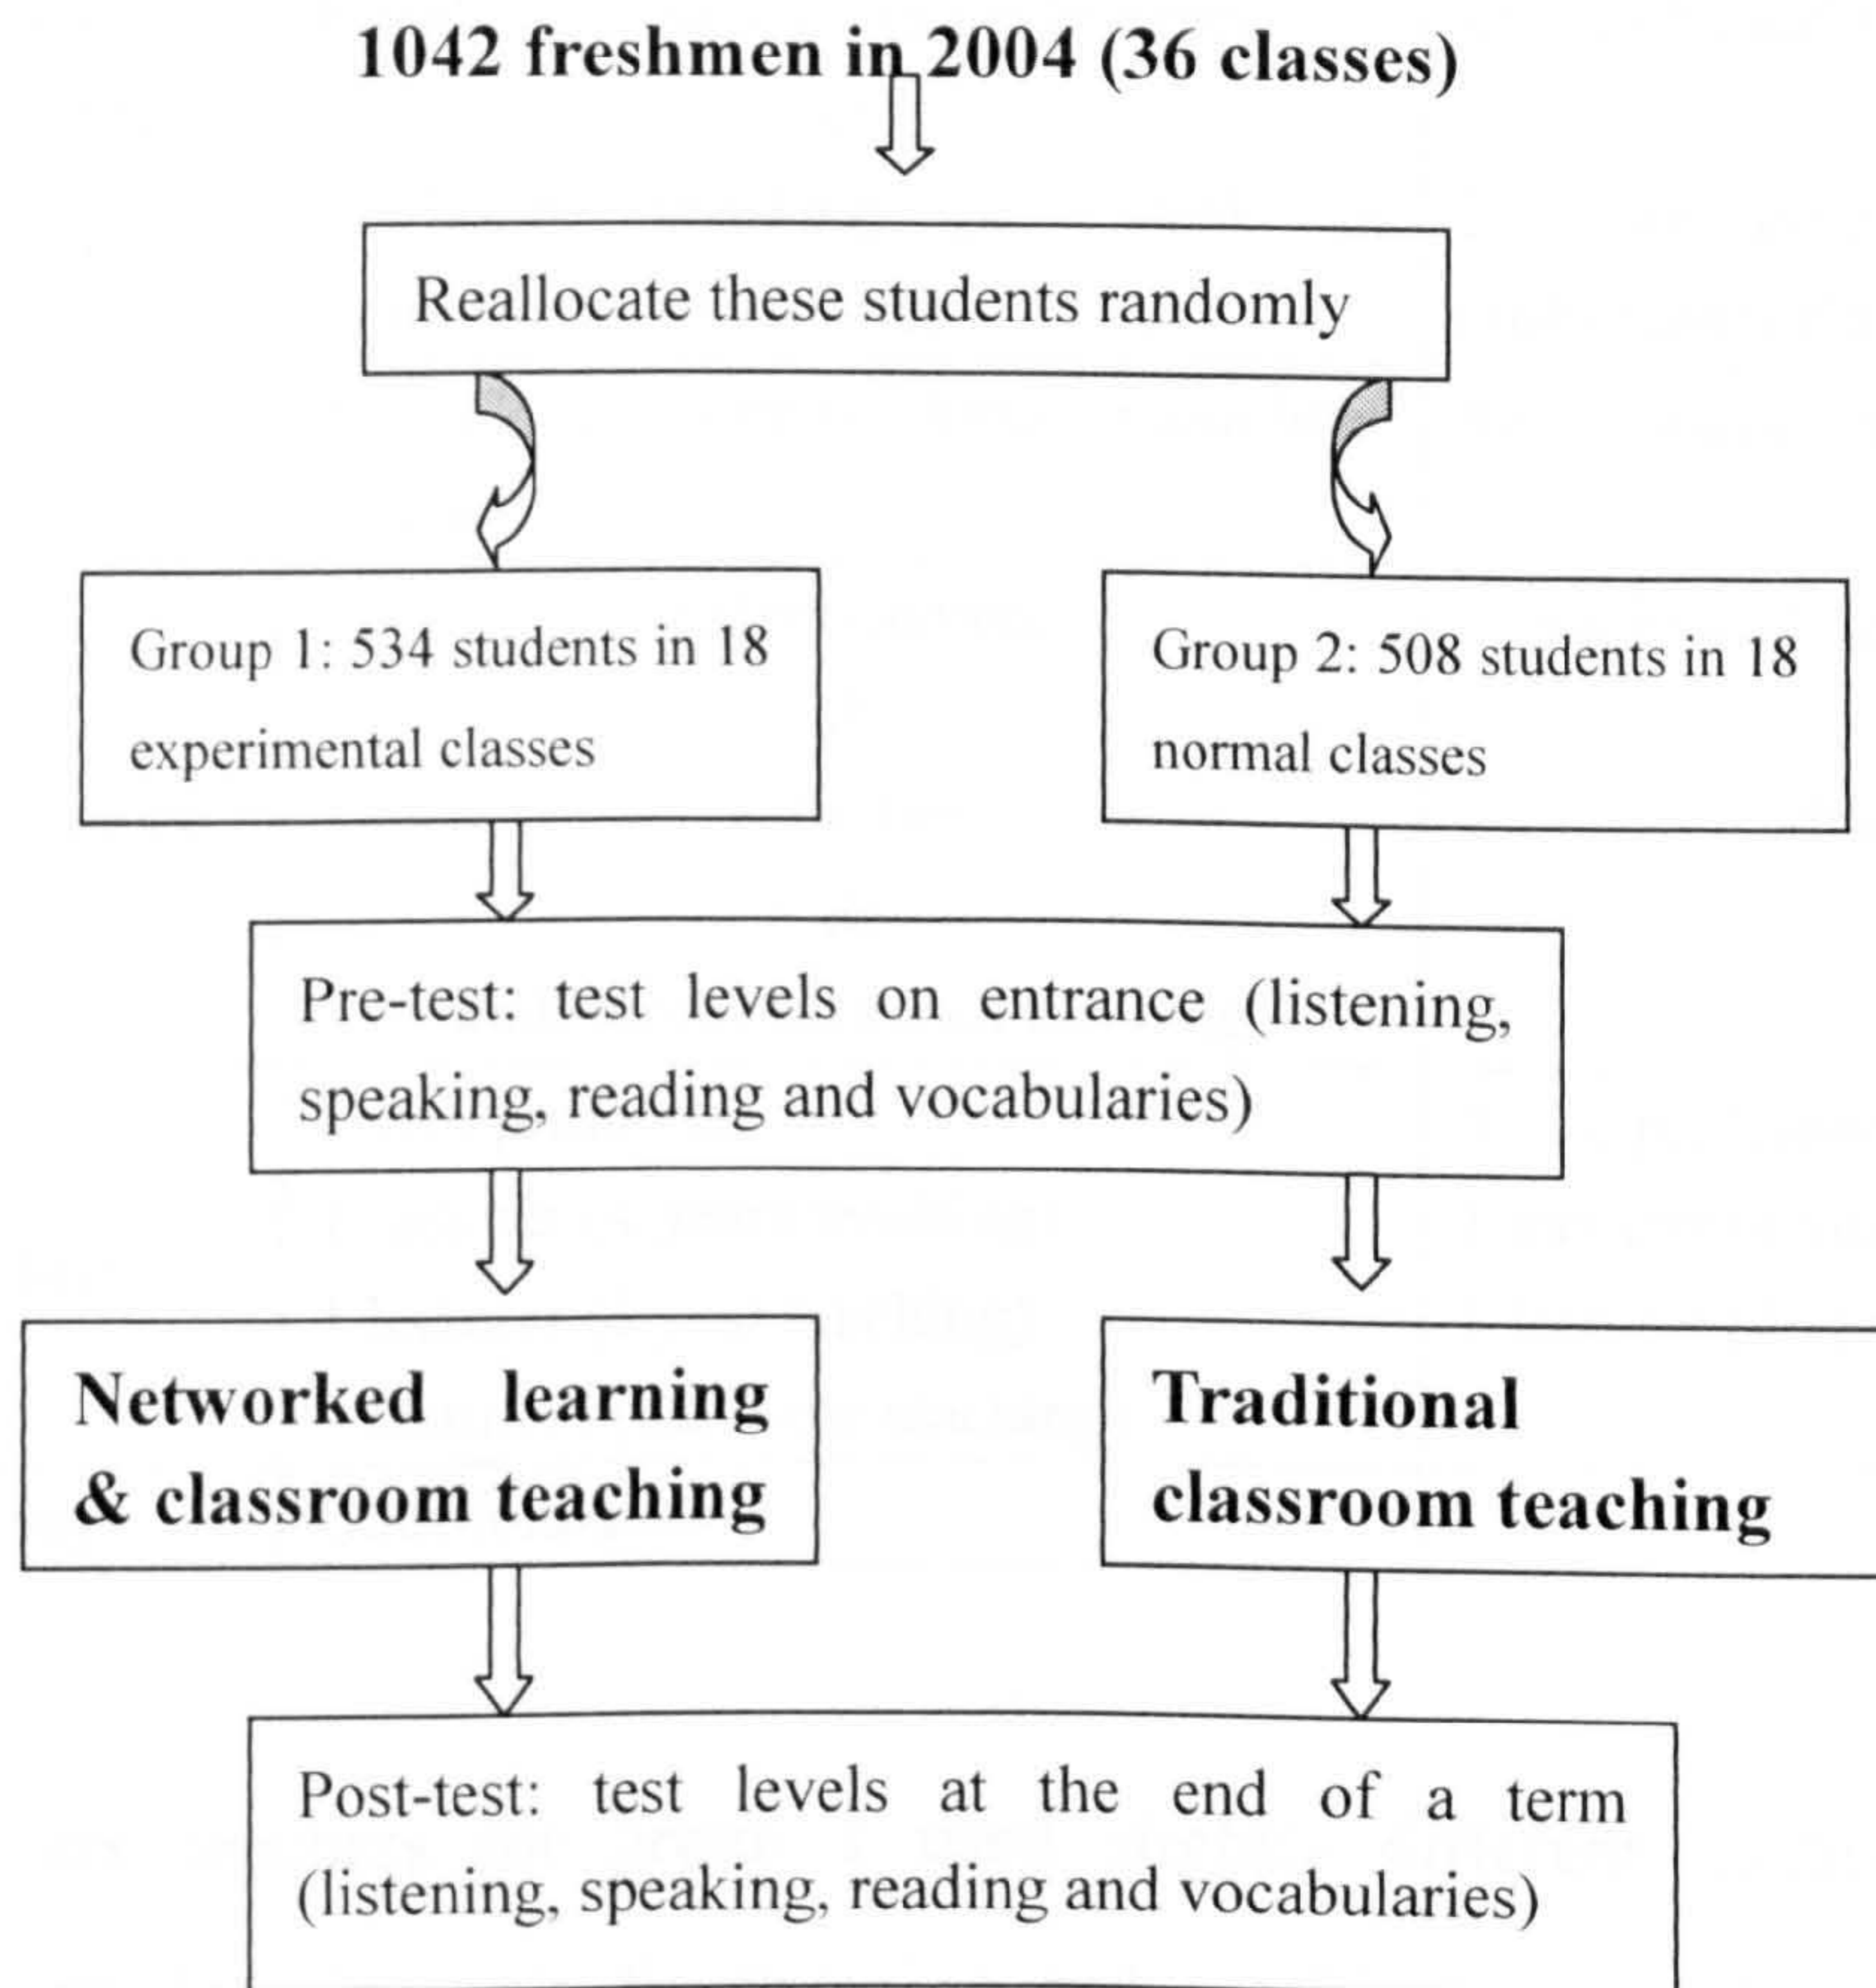 1042 freshmen in 2004 (36 classes)
Reallocate these students randomly
Group 1: 534 students in 18
experimental classes
Group 2: 508 students in 18
normal classes
Pre-test: test levels on entrance (listening,
speaking, reading and vocabularies)
Networked learning
& classroom teaching
Traditional
classroom teaching
Post-test: test levels at the end of a term
(listening, speaking, reading and vocabularies)